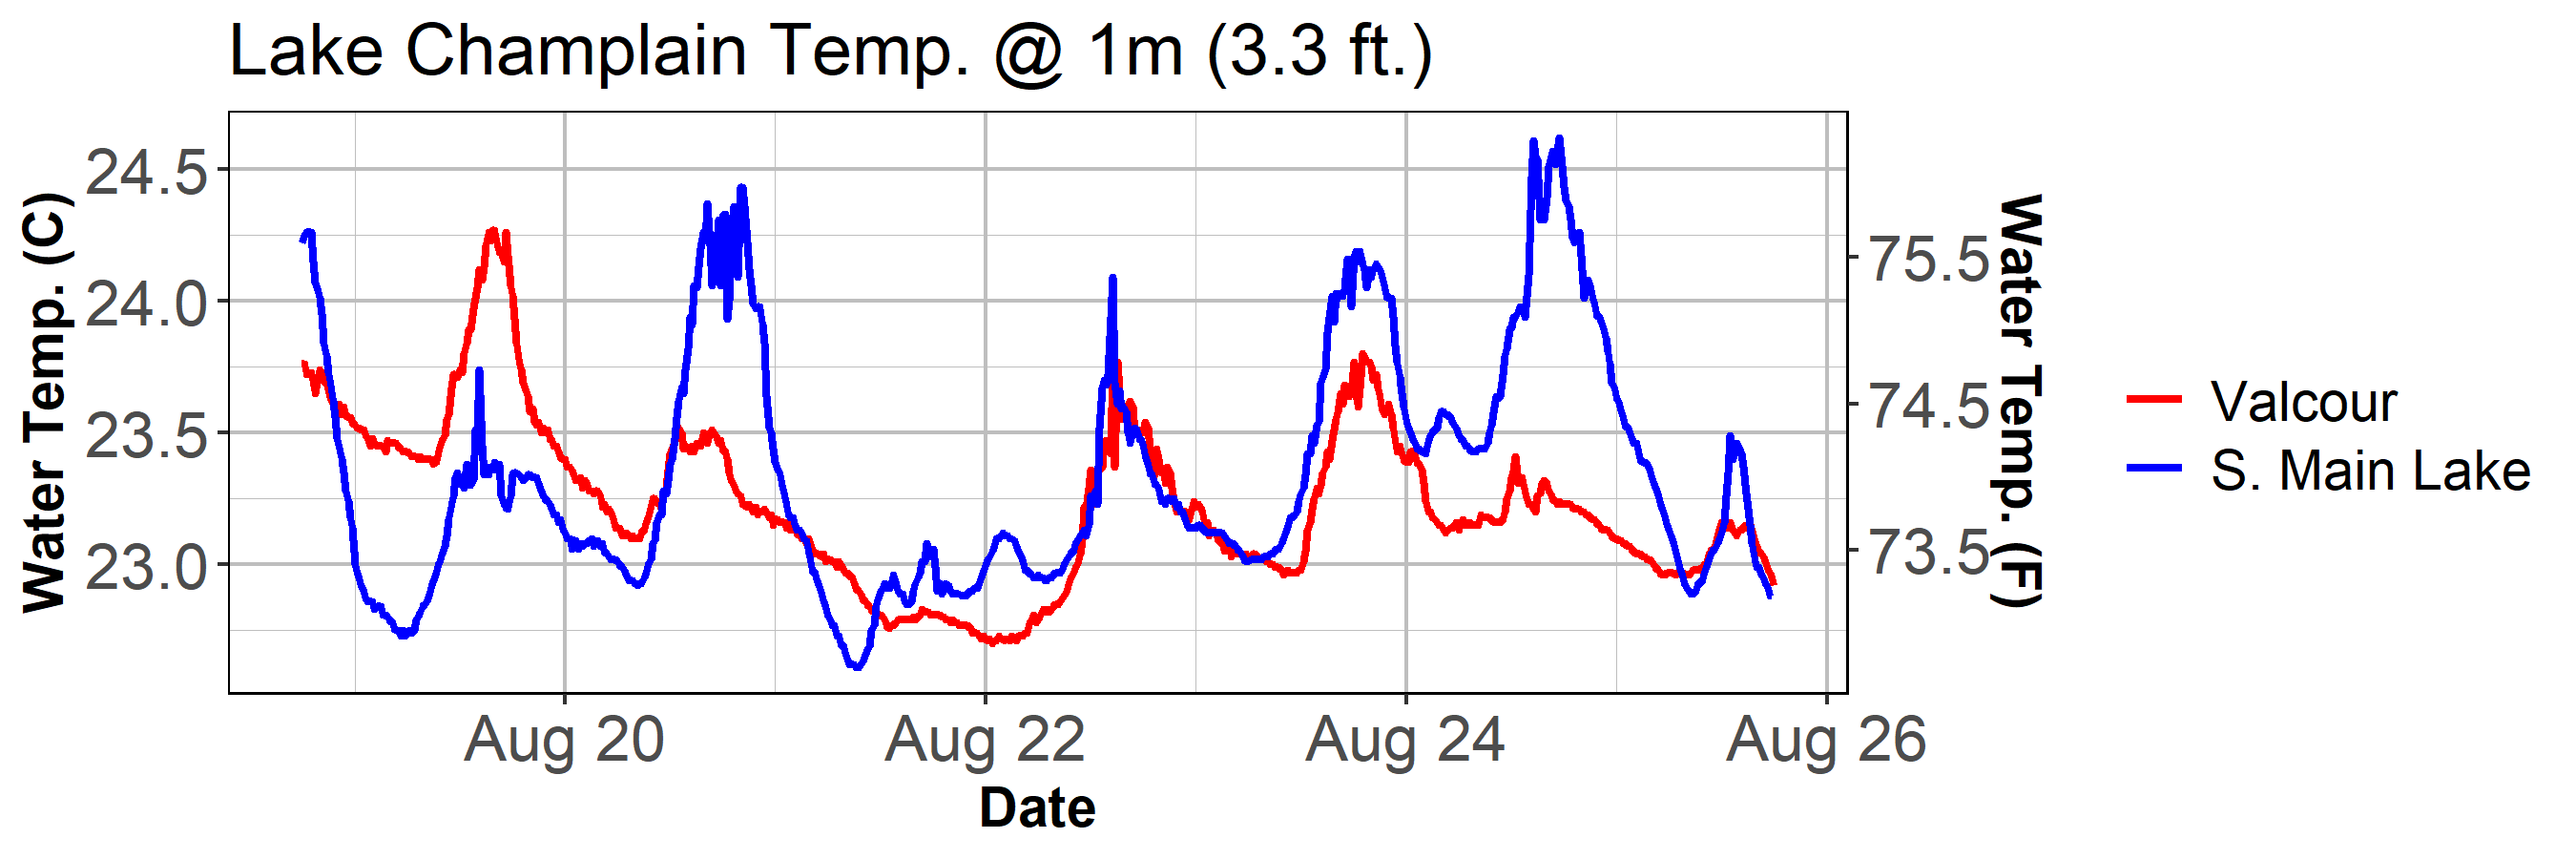 Lake Champlain Temp. @ 1m (3.3 ft.)
Water Temp. (C)
24.5
24.0
23.5
23.0
75.5
74.5
73.5
Water Temp. (F)
Aug 20
Aug 22
Aug 24
Aug 26
Date
Valcour
S. Main Lake